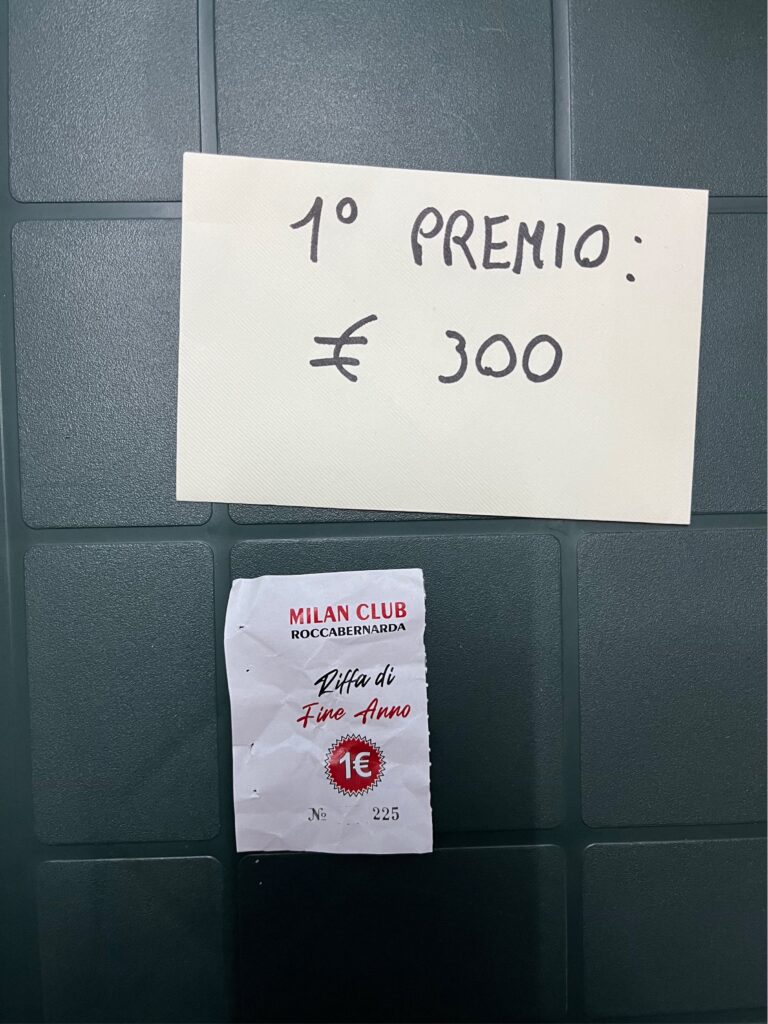 1° PREMIO:
€ 300
MILAN CLUB
ROCCABERNARDA
Riffa di
Fine Anno
1€
№ 225